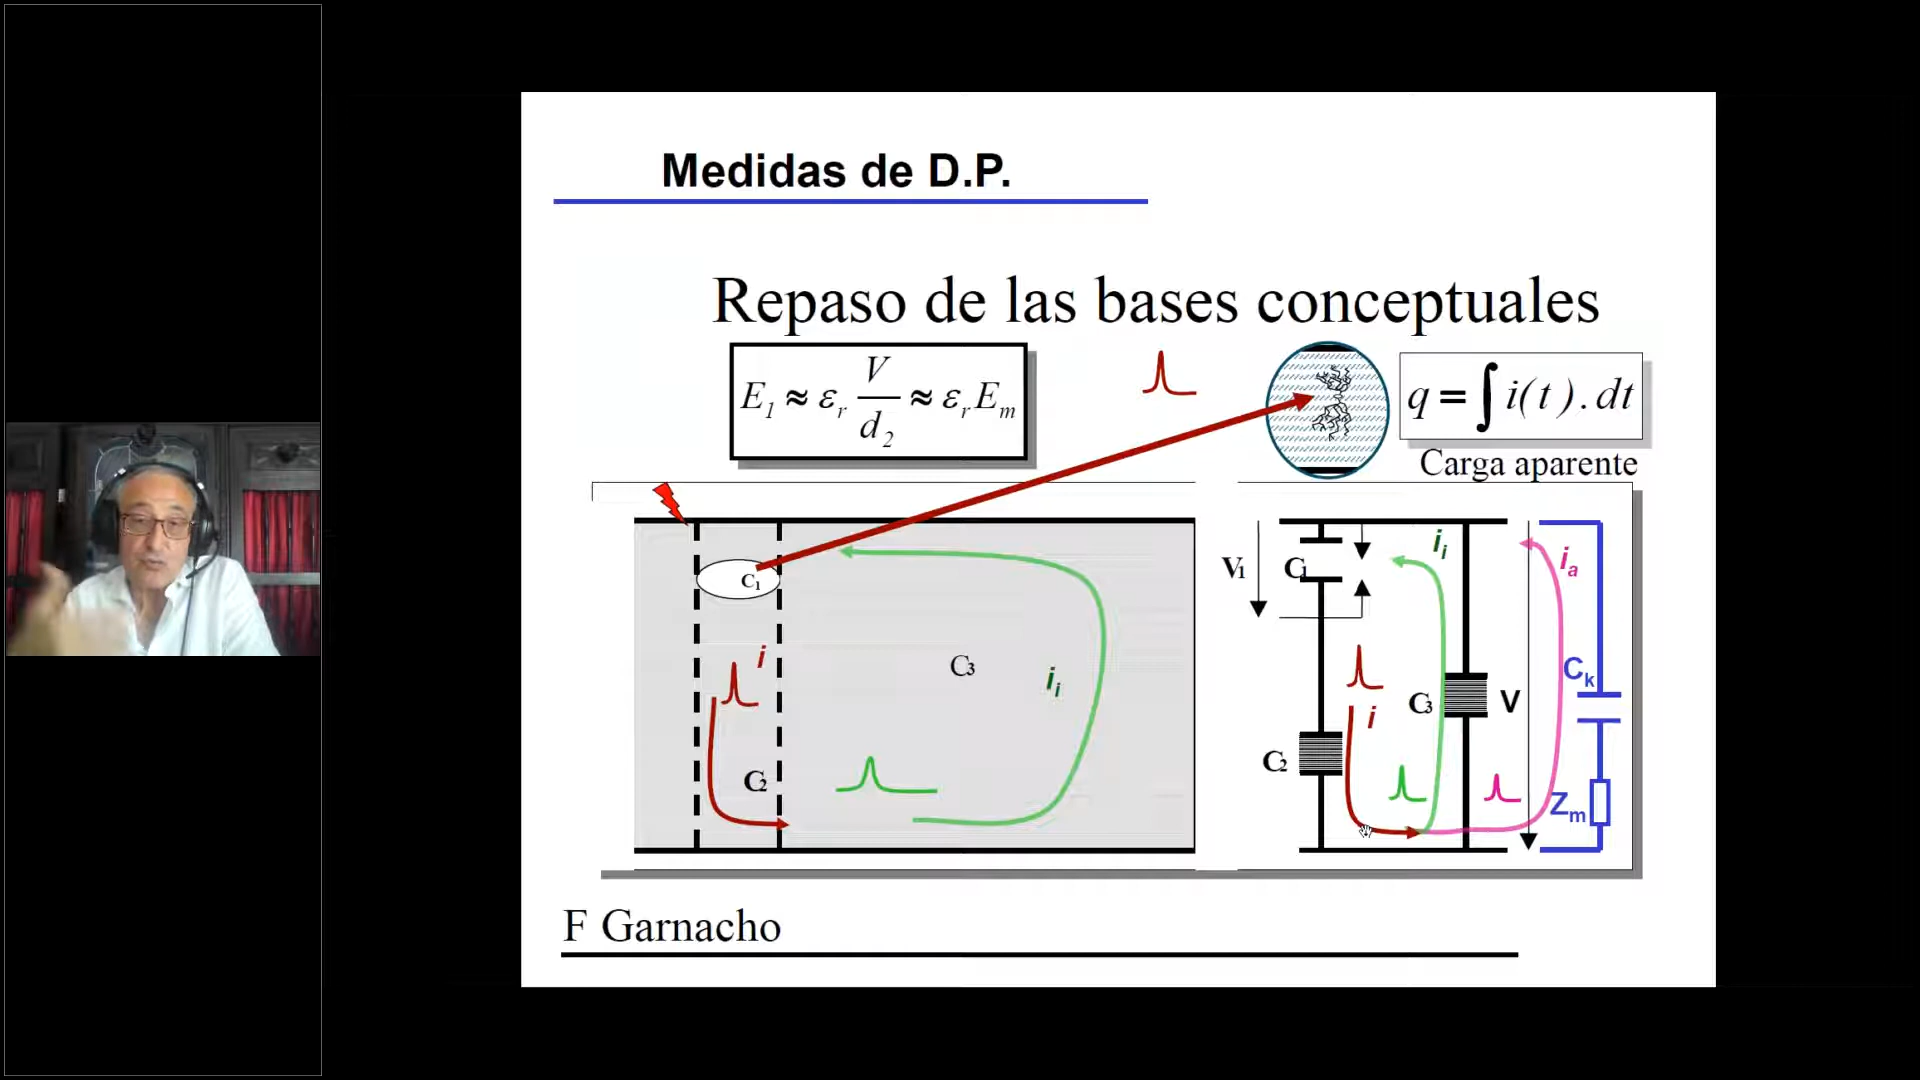 Medidas de D.P.
Repaso de las bases conceptuales
E₁ ≈ εᵣ V/d₂ ≈ εᵣ Eₘ
q = ∫ i(t).dt
Carga aparente
C₁
i
C₂
C₃
iᵢ
V₁
C₁
iᵢ
iₐ
i
C₃
V
Cₖ
C₂
Zₘ
F Garnacho